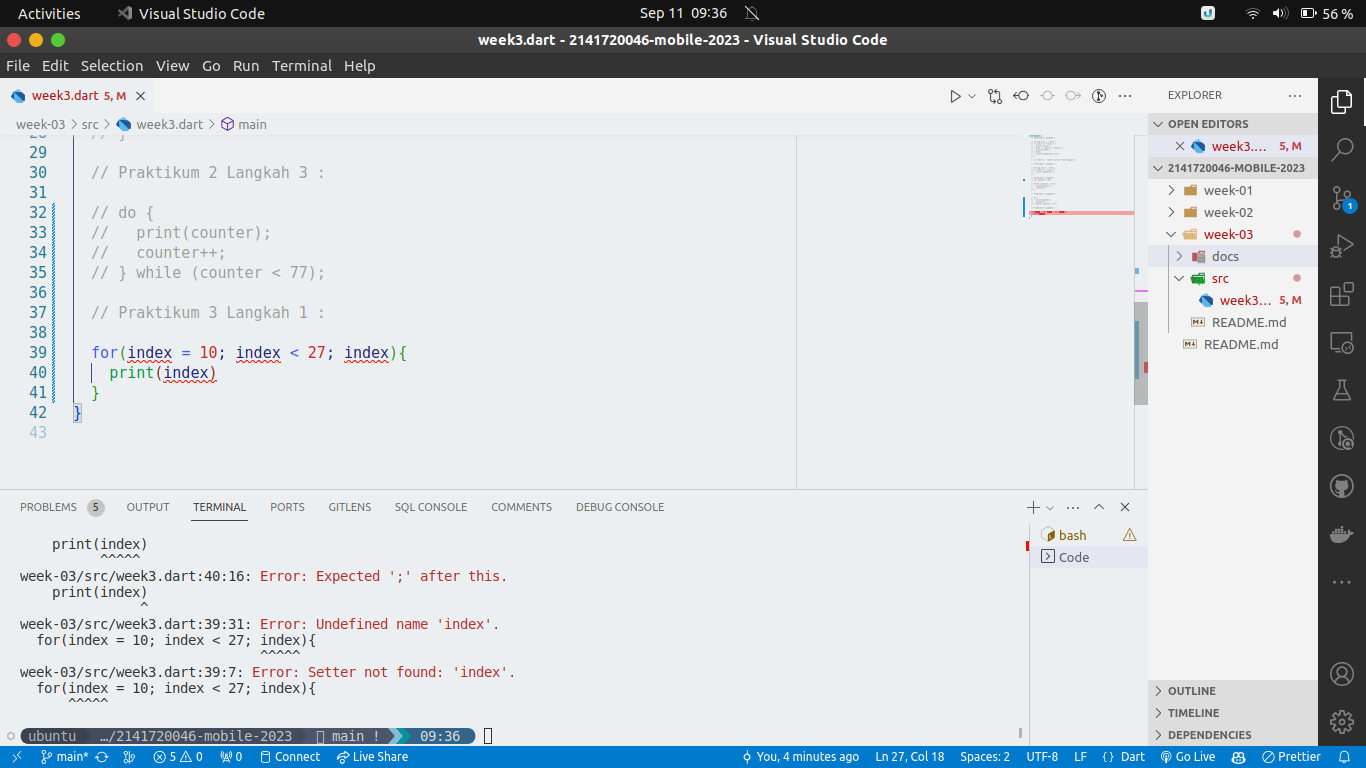 Activities Visual Studio Code Sep 11 09:36 56 %
week3.dart - 2141720046-mobile-2023 - Visual Studio Code
File Edit Selection View Go Run Terminal Help
week3.dart 5, M
week-03 > src > week3.dart > main
28 // }
29
30 // Praktikum 2 Langkah 3 :
31
32 // do {
33 //   print(counter);
34 //   counter++;
35 // } while (counter < 77);
36
37 // Praktikum 3 Langkah 1 :
38
39 for(index = 10; index < 27; index){
40   print(index)
41 }
42 }
43
EXPLORER
OPEN EDITORS
week3.... 5, M
2141720046-MOBILE-2023
week-01
week-02
week-03
docs
src
week3... 5, M
README.md
README.md
OUTLINE
TIMELINE
DEPENDENCIES
1
PROBLEMS 5 OUTPUT TERMINAL PORTS GITLENS SQL CONSOLE COMMENTS DEBUG CONSOLE
print(index)
^^^^^
week-03/src/week3.dart:40:16: Error: Expected ';' after this.
print(index)
^
week-03/src/week3.dart:39:31: Error: Undefined name 'index'.
for(index = 10; index < 27; index){
^^^^^
week-03/src/week3.dart:39:7: Error: Setter not found: 'index'.
for(index = 10; index < 27; index){
^^^^^
ubuntu …/2141720046-mobile-2023 main ! 09:36
bash
Code
main* 5 0 0 Connect Live Share You, 4 minutes ago Ln 27, Col 18 Spaces: 2 UTF-8 LF { } Dart Go Live Prettier